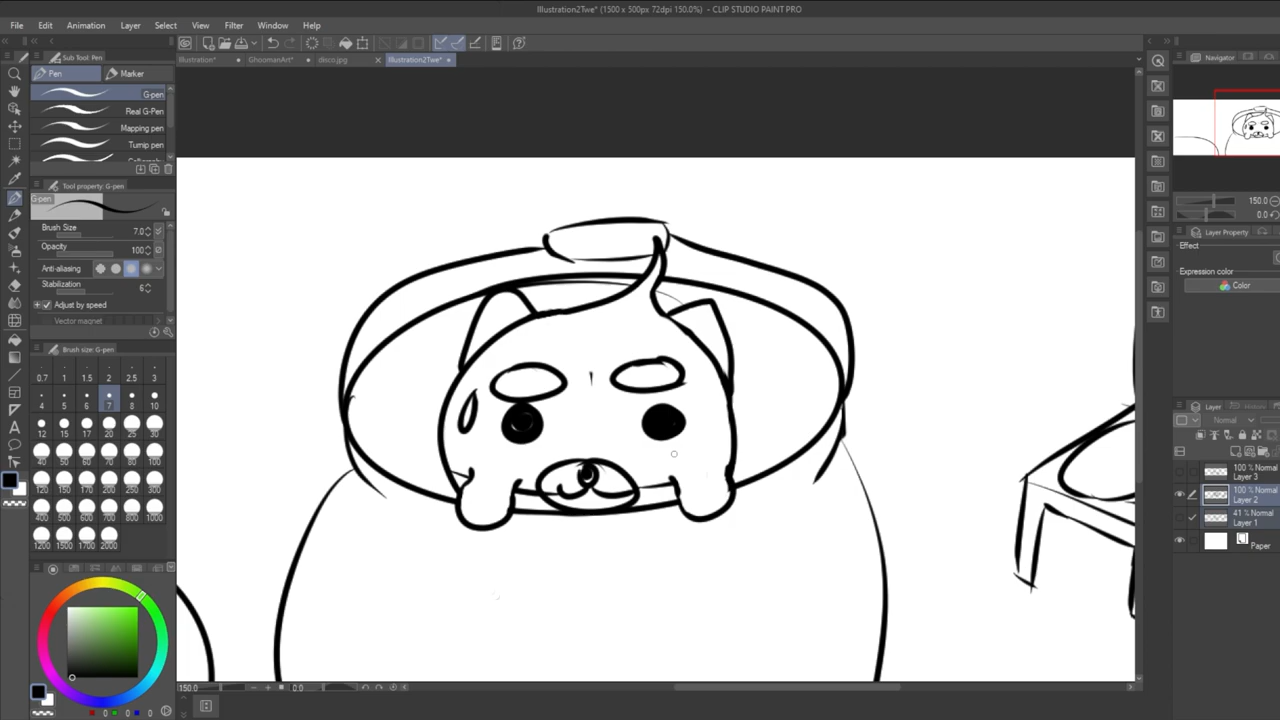 Illustration2Twe* (1500 x 500px 72dpi 150.0%) - CLIP STUDIO PAINT PRO
File Edit Animation Layer Select View Filter Window Help
Sub Tool: Pen Illustration* GhoomanArt* disco.jpg Illustration2Twe* Navigator
Pen Marker
G-pen
Real G-Pen
Mapping pen
Turnip pen
Tool property: G-pen
G-pen
Brush Size 7.0
Opacity 100
Anti-aliasing
Stabilization 6
Adjust by speed
Vector magnet
Brush size: G-pen
0.7 1 1.5 2 2.5 3
4 5 6 7 8 10
12 15 17 20 25 30
40 50 60 70 80 100
120 150 170 200 250 300
400 500 600 700 800 1000
1200 1500 1700 2000
0 0 0
150.0 0.0
150.0
0.0
Layer Property
Effect
Expression color
Color
Layer
Normal 100
100 % Normal
Layer 3
100 % Normal
Layer 2
41 % Normal
Layer 1
Paper